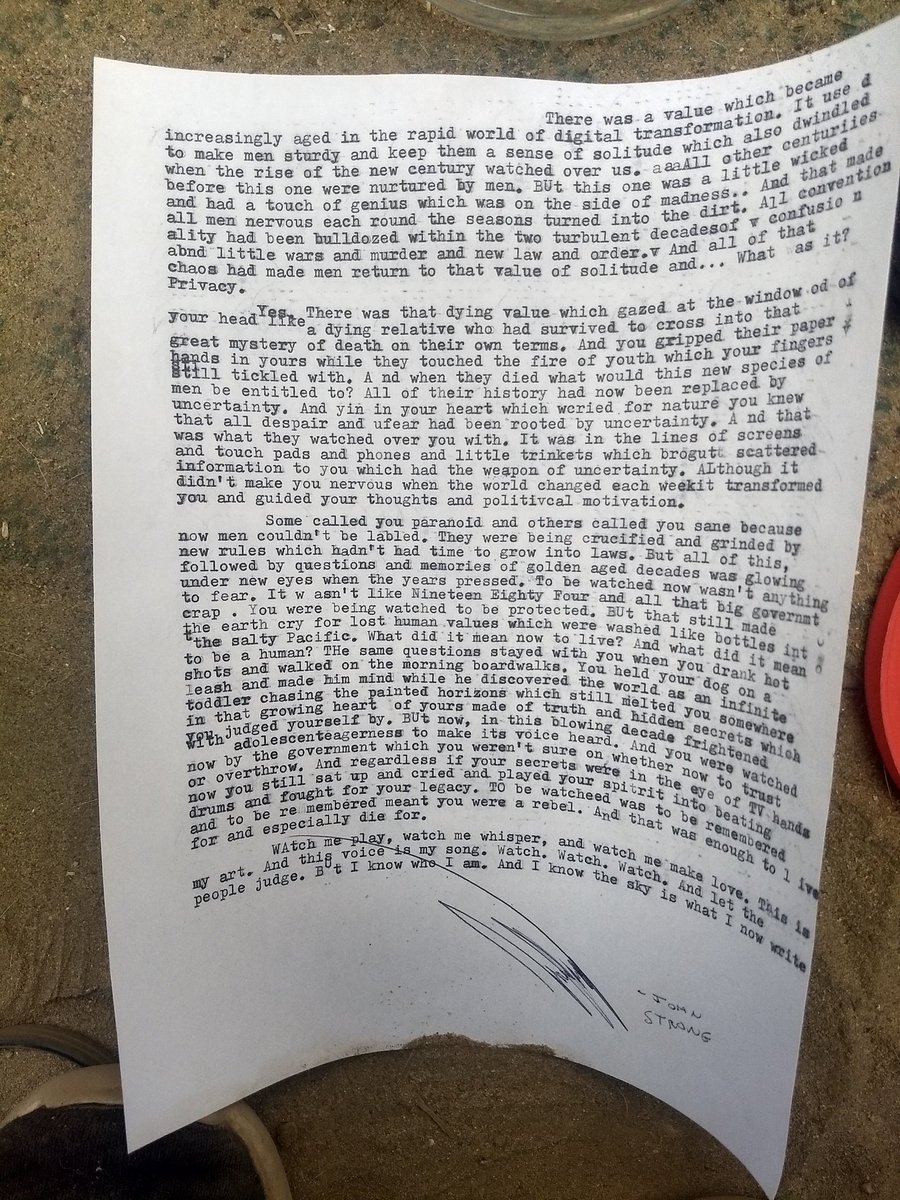 There was a value which became
increasingly aged in the rapid world of digital transformation. It use d
to make men sturdy and keep them a sense of solitude which also dwindled
when the rise of the new century watched over us. aaaAll other centuriies
before this one were nurtured by men. BUt this one was a little wicked
and had a touch of genius which was on the side of madness.. And that made
all men nervous each round the seasons turned into the dirt. All convention
ality had been bulldozed within the two turbulent decadesof v confusio n
abnd little wars and murder and new law and order.v And all of that
chaos had made men return to that value of solitude and... What as it?
Privacy.
Yes. There was that dying value which gazed at the window od of
your head like a dying relative who had survived to cross into that
great mystery of death on their own terms. And you gripped their paper
hands in yours while they touched the fire of youth which your fingers
still tickled with. A nd when they died what would this new species of
men be entitled to? All of their history had now been replaced by
uncertainty. And yin in your heart which wcried for nature you knew
that all despair and ufear had been rooted by uncertainty. A nd that
was what they watched over you with. It was in the lines of screens
and touch pads and phones and little trinkets which brogutt scattered
information to you which had the weapon of uncertainty. ALthough it
didn't make you nervous when the world changed each weekit transformed
you and guided your thoughts and politivcal motivation.
Some called you paranoid and others called you sane because
now men couldn't be labled. They were being crucified and grinded by
new rules which hadn't had time to grow into laws. But all of this,
followed by questions and memories of golden aged decades was glowing
under new eyes when the years pressed. To be watched now wasn't anything
to fear. It w asn't like Nineteen Eighty Four and all that big governmt
crap . You were being watched to be protected. BUt that still made
the earth cry for lost human values which were washed like bottles int
the salty Pacific. What did it mean now to live? And what did it mean
to be a human? THe same questions stayed with you when you drank hot
shots and walked on the morning boardwalks. You held your dog on a
leash and made him mind while he discovered the world as an infinite
toddler chasing the painted horizons which still melted you somewhere
in that growing heart of yours made of truth and hidden secrets which
you judged yourself by. BUt now, in this blowing decade frightened
with adolescenteagerness to make its voice heard. And you were watched
now by the government which you weren't sure on whether now to trust
or overthrow. And regardless if your secrets were in the eye of TV hands
now you still sat up and cried and played your spitrit into beating
drums and fought for your legacy. TO be watcheed was to be remembered
and to be re membered meant you were a rebel. And that was enough to l ive
for and especially die for.
WAtch me play, watch me whisper, and watch me make love. This is
my art. And this voice is my song. Watch. Watch. Watch. And let the
people judge. BUt I know who I am. And I know the sky is what I now write
- JOHN
STRONG